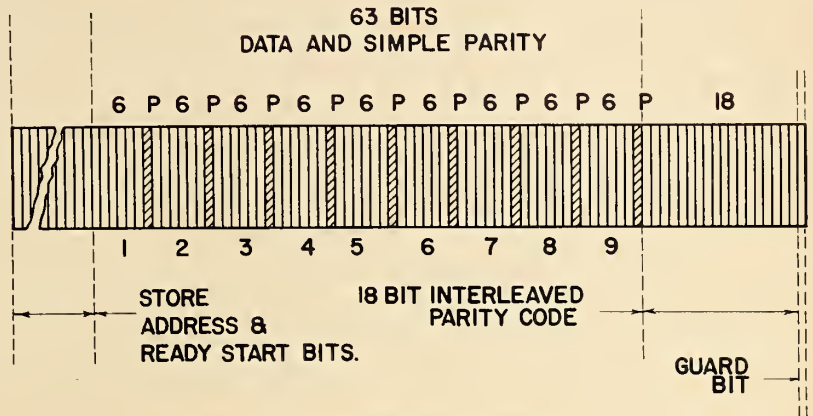 63 BITS
DATA AND SIMPLE PARITY
6 P 6 P 6 P 6 P 6 P 6 P 6 P 6 P 6 P 18
1 2 3 4 5 6 7 8 9
STORE
ADDRESS &
READY START BITS.
18 BIT INTERLEAVED
PARITY CODE
GUARD
BIT